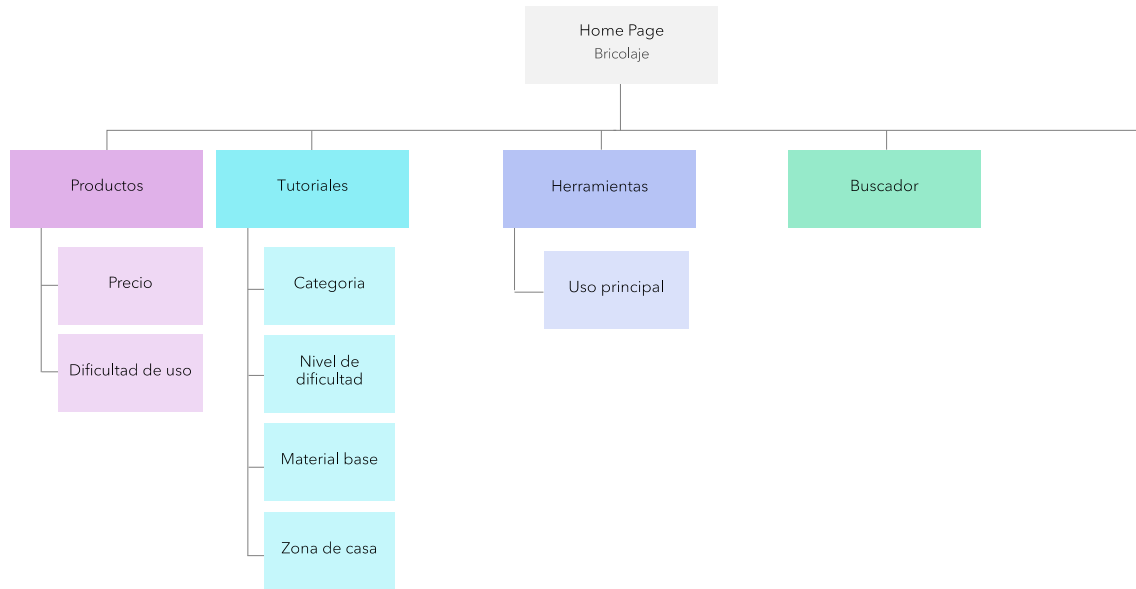 Home Page
Bricolaje
Productos
Tutoriales
Herramientas
Buscador
Precio
Dificultad de uso
Categoria
Nivel de
dificultad
Material base
Zona de casa
Uso principal